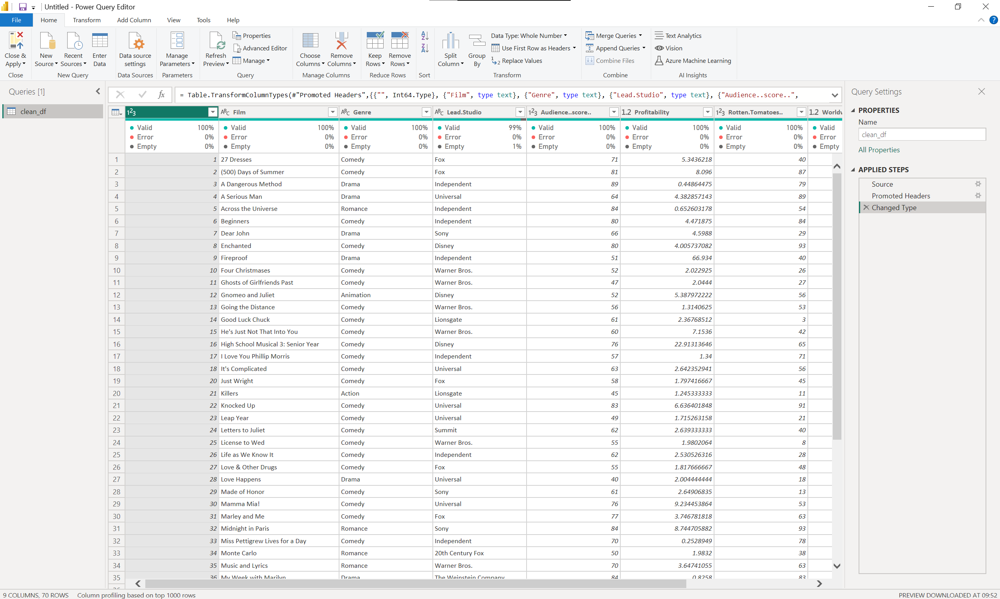 Untitled - Power Query Editor
File Home Transform Add Column View Tools Help
Close & Apply
New Source
Recent Sources
Enter Data
Data source settings
Manage Parameters
Refresh Preview
Properties
Advanced Editor
Manage
Choose Columns
Remove Columns
Keep Rows
Remove Rows
Split Column
Group By
Data Type: Whole Number
Use First Row as Headers
Replace Values
Merge Queries
Append Queries
Combine Files
Text Analytics
Vision
Azure Machine Learning
Close New Query Data Sources Parameters Query Manage Columns Reduce Rows Sort Transform Combine AI Insights
Queries [1]
clean_df
fx = Table.TransformColumnTypes(#"Promoted Headers",{{"", Int64.Type}, {"Film", type text}, {"Genre", type text}, {"Lead.Studio", type text}, {"Audience..score..",
123 ABC Film ABC Genre ABC Lead.Studio 123 Audience..score.. 1.2 Profitability 123 Rotten.Tomatoes.. 1.2
Valid 100% Valid 100% Valid 100% Valid 99% Valid 100% Valid 100% Valid 100% Valid
Error 0% Error 0% Error 0% Error 0% Error 0% Error 0% Error 0% Error
Empty 0% Empty 0% Empty 0% Empty 1% Empty 0% Empty 0% Empty 0% Empty
1 1 27 Dresses Comedy Fox 71 5.3436218 40
2 2 (500) Days of Summer Comedy Fox 81 8.096 87
3 3 A Dangerous Method Drama Independent 89 0.44864475 79
4 4 A Serious Man Drama Universal 64 4.382857143 89
5 5 Across the Universe Romance Independent 84 0.652603178 54
6 6 Beginners Comedy Independent 80 4.471875 84
7 7 Dear John Drama Sony 66 4.5988 29
8 8 Enchanted Comedy Disney 80 4.005737082 93
9 9 Fireproof Drama Independent 51 66.934 40
10 10 Four Christmases Comedy Warner Bros. 52 2.022925 26
11 11 Ghosts of Girlfriends Past Comedy Warner Bros. 47 2.0444 27
12 12 Gnomeo and Juliet Animation Disney 52 5.387972222 56
13 13 Going the Distance Comedy Warner Bros. 56 1.3140625 53
14 14 Good Luck Chuck Comedy Lionsgate 61 2.36768512 3
15 15 He's Just Not That Into You Comedy Warner Bros. 60 7.1536 42
16 16 High School Musical 3: Senior Year Comedy Disney 76 22.91313646 65
17 17 I Love You Phillip Morris Comedy Independent 57 1.34 71
18 18 It's Complicated Comedy Universal 63 2.642352941 56
19 20 Just Wright Comedy Fox 58 1.797416667 45
20 21 Killers Action Lionsgate 45 1.245333333 11
21 22 Knocked Up Comedy Universal 83 6.636401848 91
22 23 Leap Year Comedy Universal 49 1.715263158 21
23 24 Letters to Juliet Comedy Summit 62 2.639333333 40
24 25 License to Wed Comedy Warner Bros. 55 1.9802064 8
25 26 Life as We Know It Comedy Independent 62 2.530526316 28
26 27 Love & Other Drugs Comedy Fox 55 1.817666667 48
27 28 Love Happens Drama Universal 40 2.004444444 18
28 29 Made of Honor Comedy Sony 61 2.64906835 13
29 30 Mamma Mia! Comedy Universal 76 9.234453864 53
30 31 Marley and Me Comedy Fox 77 3.746781818 63
31 32 Midnight in Paris Romance Sony 84 8.744705882 93
32 33 Miss Pettigrew Lives for a Day Comedy Independent 70 0.2528949 78
33 34 Monte Carlo Romance 20th Century Fox 50 1.9832 38
34 35 Music and Lyrics Romance Warner Bros. 70 3.64741055 63
35 36 My Week with Marilyn Drama The Weinstein Company 84 0.8258 83
Query Settings
PROPERTIES
Name
clean_df
All Properties
APPLIED STEPS
Source
Promoted Headers
Changed Type
9 COLUMNS, 70 ROWS Column profiling based on top 1000 rows
PREVIEW DOWNLOADED AT 09:52